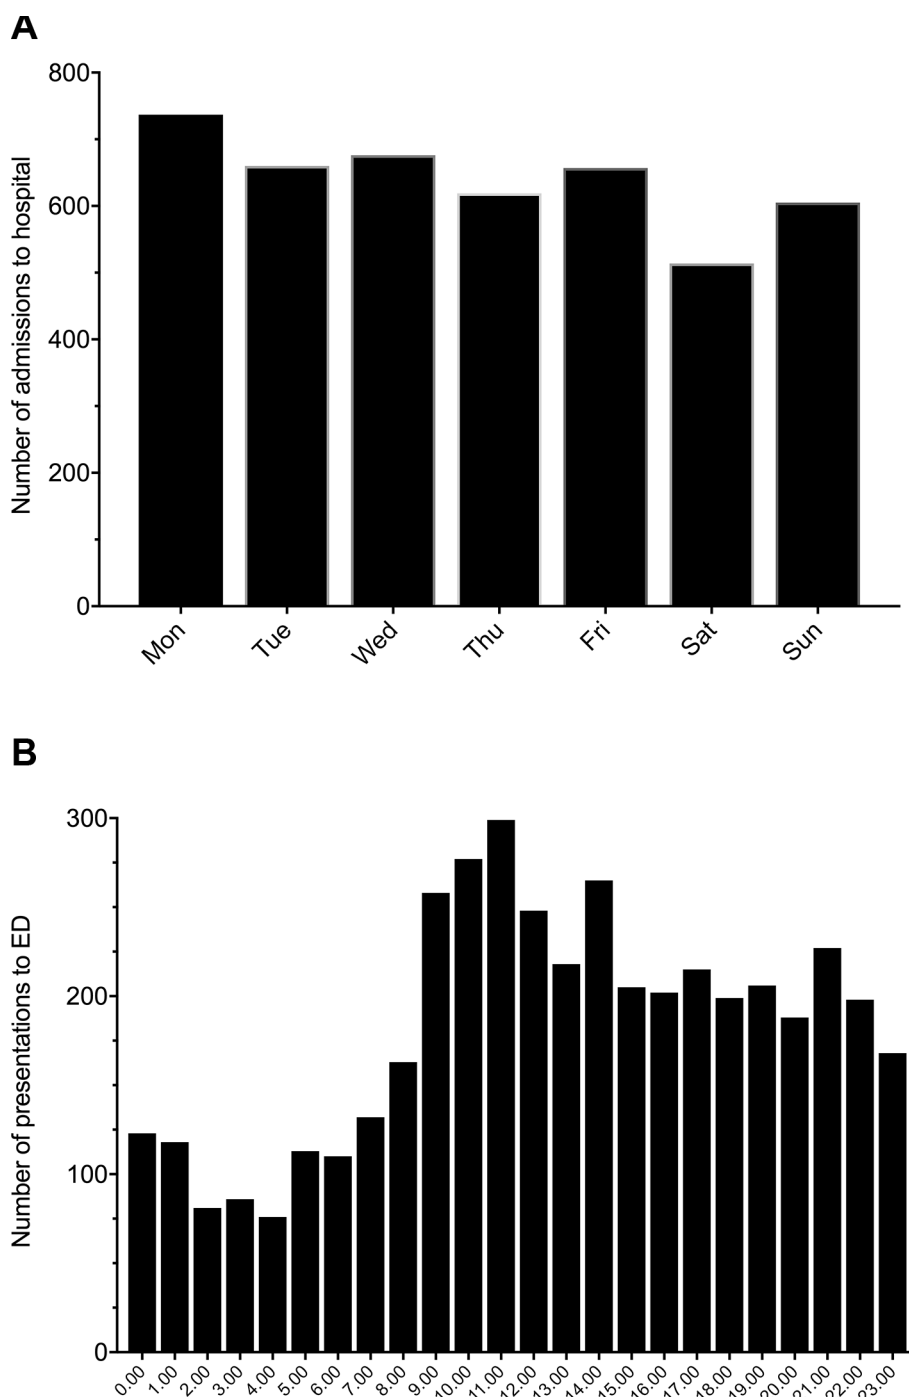 A
Number of admissions to hospital
800
600
400
200
0
Mon Tue Wed Thu Fri Sat Sun
B
Number of presentations to ED
300
200
100
0
0.00 1.00 2.00 3.00 4.00 5.00 6.00 7.00 8.00 9.00 10.00 11.00 12.00 13.00 14.00 15.00 16.00 17.00 18.00 19.00 20.00 21.00 22.00 23.00